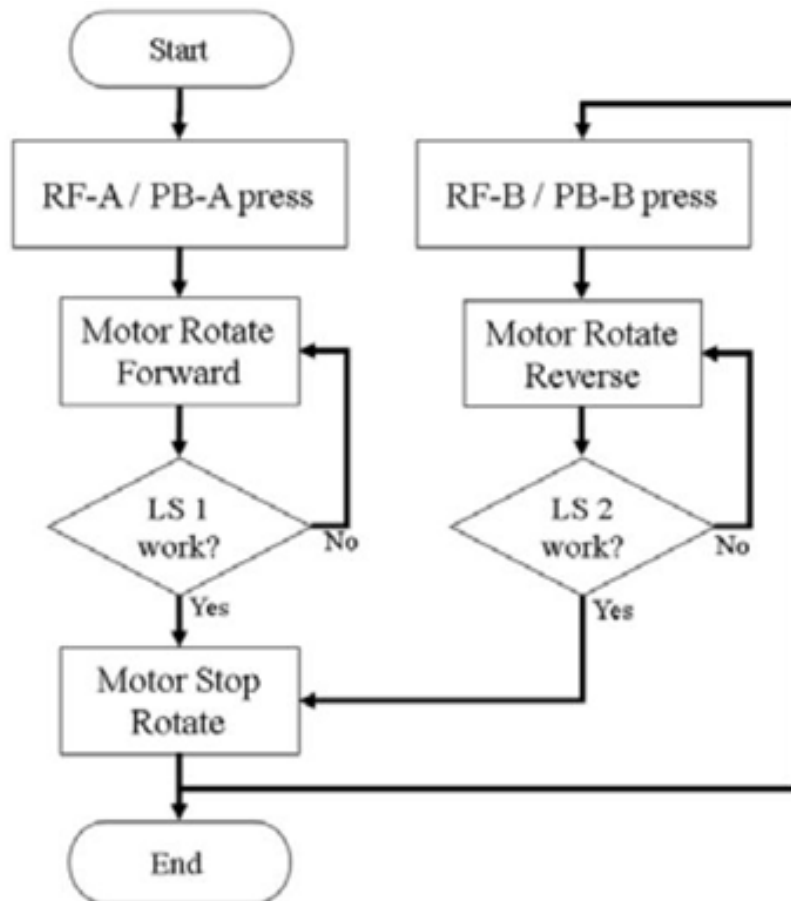 Start
RF-A / PB-A press
Motor Rotate
Forward
LS 1
work?
No
Yes
Motor Stop
Rotate
End
RF-B / PB-B press
Motor Rotate
Reverse
LS 2
work?
No
Yes